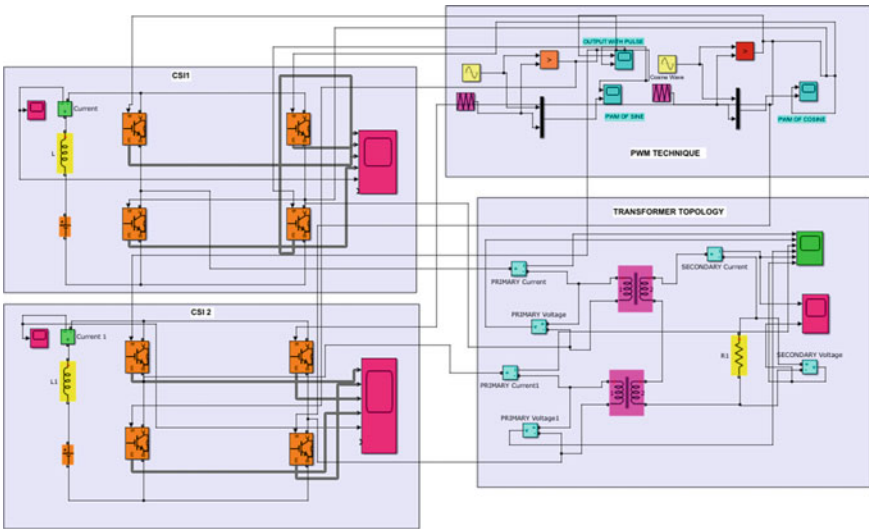 CSI1
Current
L
CSI 2
Current 1
L1
OUTPUT WITH PULSE
Cosine Wave
PWM OF SINE
PWM OF COSINE
PWM TECHNIQUE
TRANSFORMER TOPOLOGY
PRIMARY Current
SECONDARY Current
PRIMARY Voltage
R1
SECONDARY Voltage
PRIMARY Current1
PRIMARY Voltage1